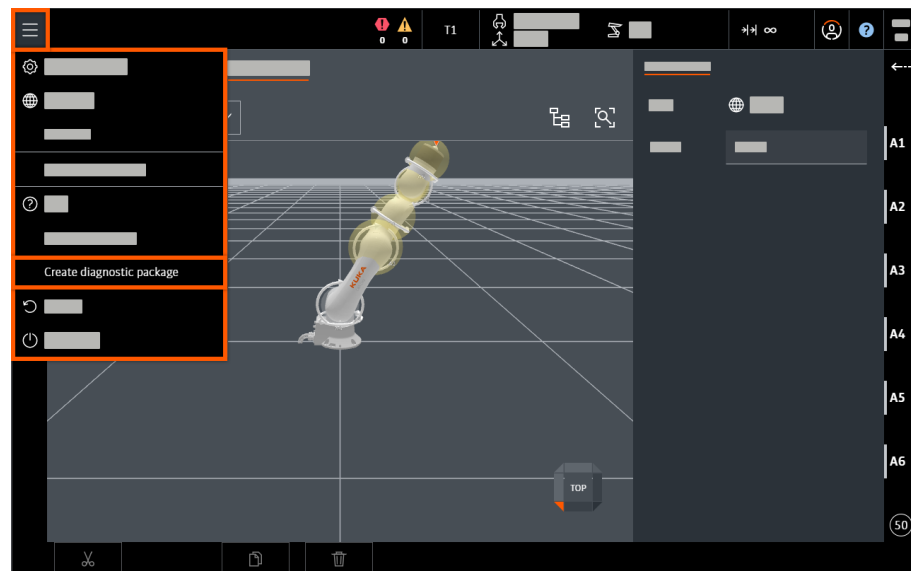 0 0
T1
∞
?
A1
A2
?
Create diagnostic package
A3
KUKA
A4
A5
A6
TOP
50